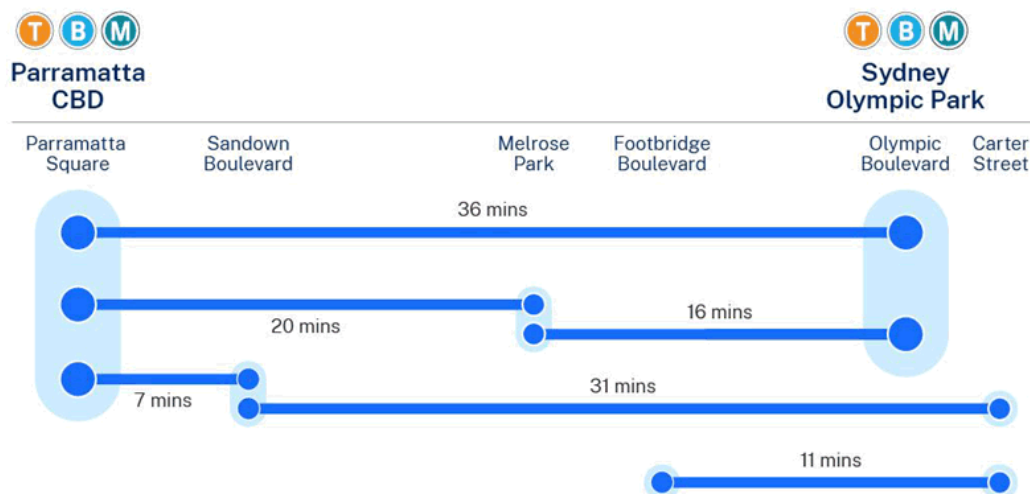 T B M
T B M
Parramatta
CBD
Sydney
Olympic Park
Parramatta
Square
Sandown
Boulevard
Melrose
Park
Footbridge
Boulevard
Olympic
Boulevard
Carter
Street
36 mins
20 mins
16 mins
7 mins
31 mins
11 mins